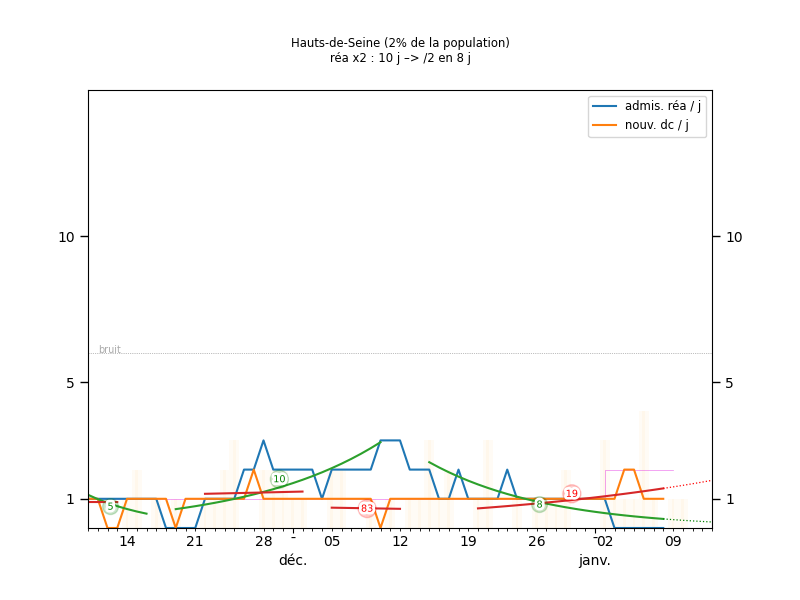 Hauts-de-Seine (2% de la population)
réa x2 : 10 j –> /2 en 8 j
admis. réa / j
nouv. dc / j
10
10
bruit
5
5
10
19
5
83
8
1
1
14
21
28
05
12
19
26
02
09
déc.
janv.